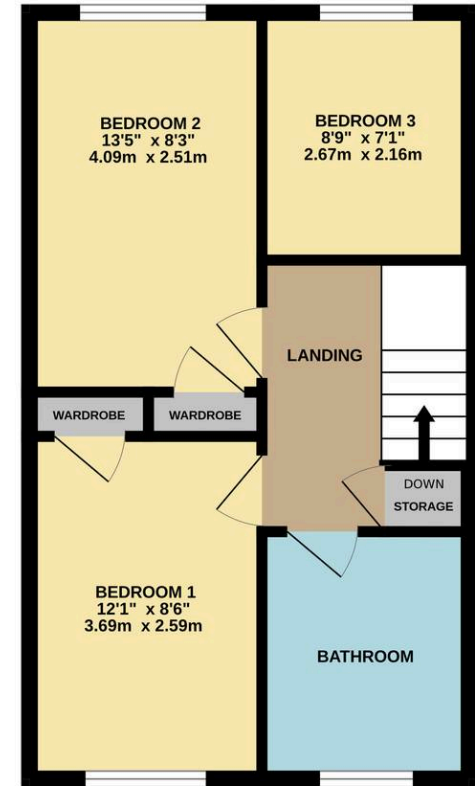 BEDROOM 2
13'5" x 8'3"
4.09m x 2.51m
BEDROOM 3
8'9" x 7'1"
2.67m x 2.16m
LANDING
WARDROBE
WARDROBE
DOWN
STORAGE
BEDROOM 1
12'1" x 8'6"
3.69m x 2.59m
BATHROOM